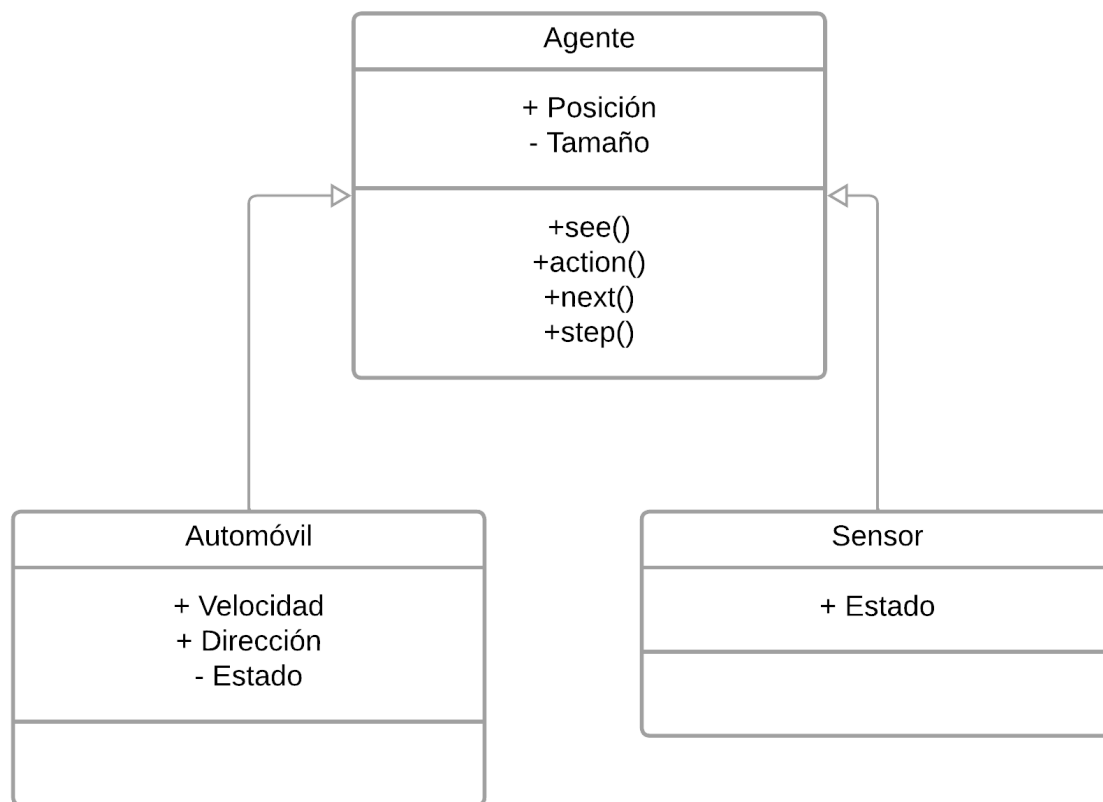 Agente
+ Posición
- Tamaño
+see()
+action()
+next()
+step()
Automóvil
+ Velocidad
+ Dirección
- Estado
Sensor
+ Estado